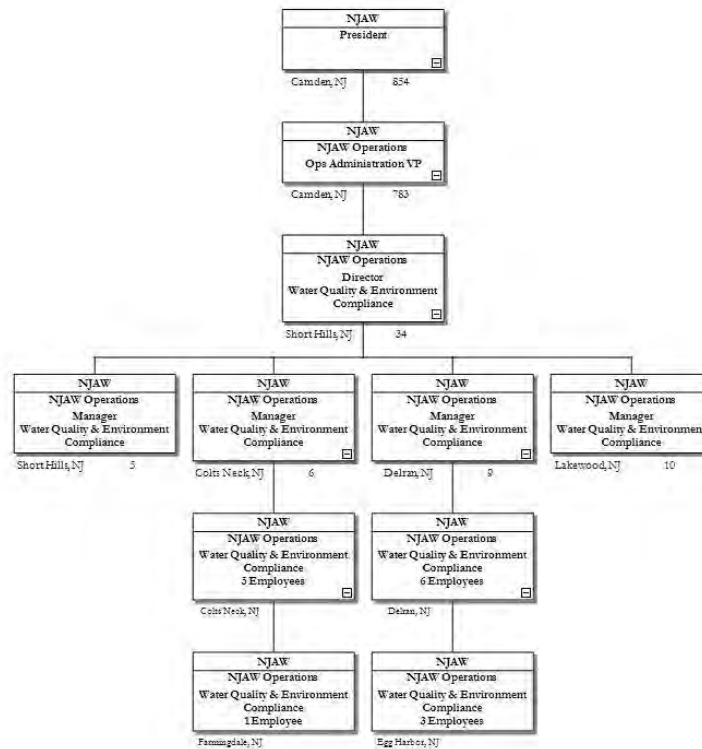 NJAW
President
Camden, NJ 854
NJAW
NJAW Operations
Ops Administration VP
Camden, NJ 783
NJAW
NJAW Operations
Director
Water Quality & Environment
Compliance
Short Hills, NJ 34
NJAW
NJAW Operations
Manager
Water Quality & Environment
Compliance
Short Hills, NJ 5
NJAW
NJAW Operations
Manager
Water Quality & Environment
Compliance
Colts Neck, NJ 6
NJAW
NJAW Operations
Manager
Water Quality & Environment
Compliance
Delran, NJ 9
NJAW
NJAW Operations
Manager
Water Quality & Environment
Compliance
Lakewood, NJ 10
NJAW
NJAW Operations
Water Quality & Environment
Compliance
3 Employees
Colts Neck, NJ
NJAW
NJAW Operations
Water Quality & Environment
Compliance
6 Employees
Delran, NJ
NJAW
NJAW Operations
Water Quality & Environment
Compliance
1 Employee
Farmingdale, NJ
NJAW
NJAW Operations
Water Quality & Environment
Compliance
3 Employees
Egg Harbor, NJ